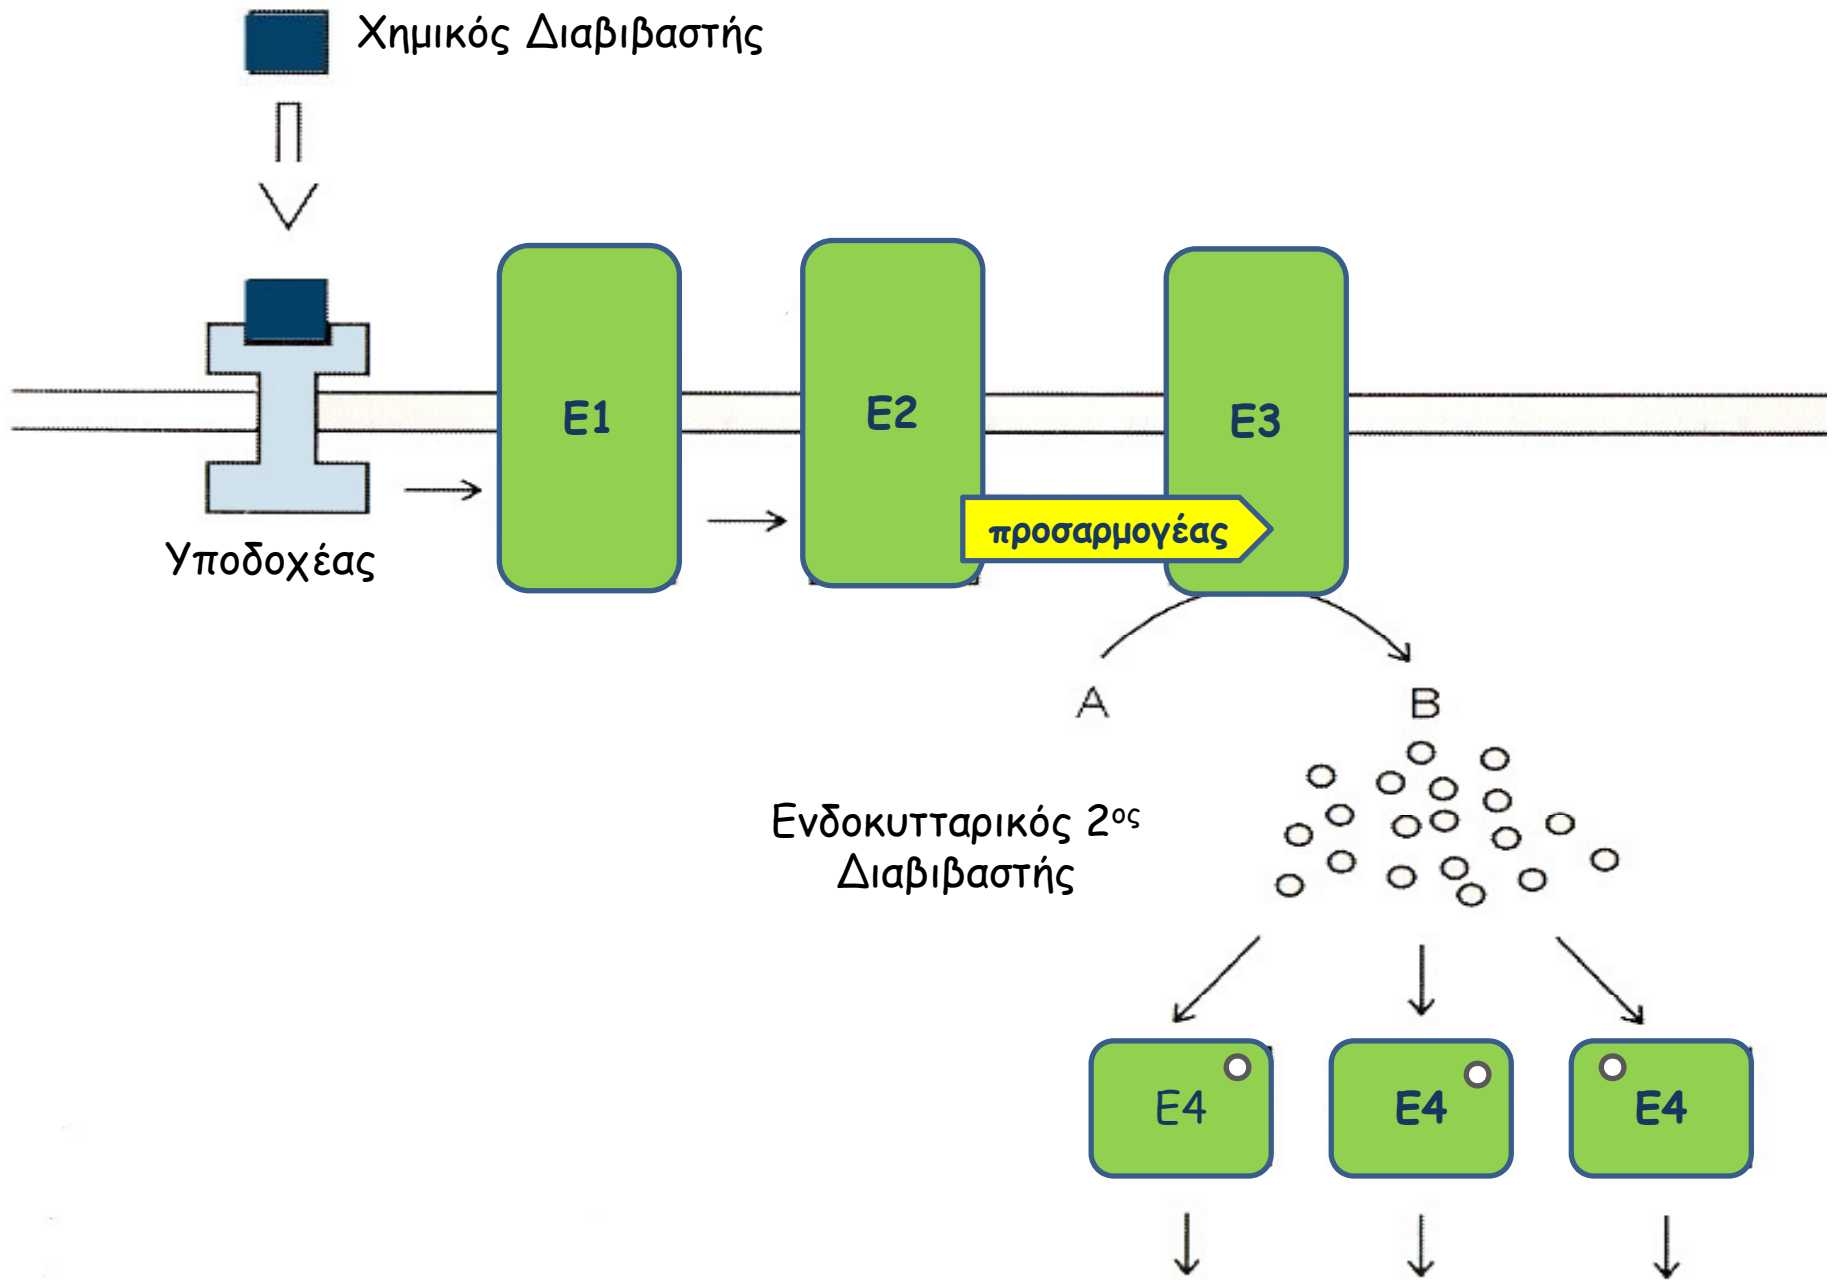 Χημικός Διαβιβαστής
E1
E2
E3
προσαρμογέας
Υποδοχέας
A
B
Ενδοκυτταρικός 2ος
Διαβιβαστής
E4
E4
E4